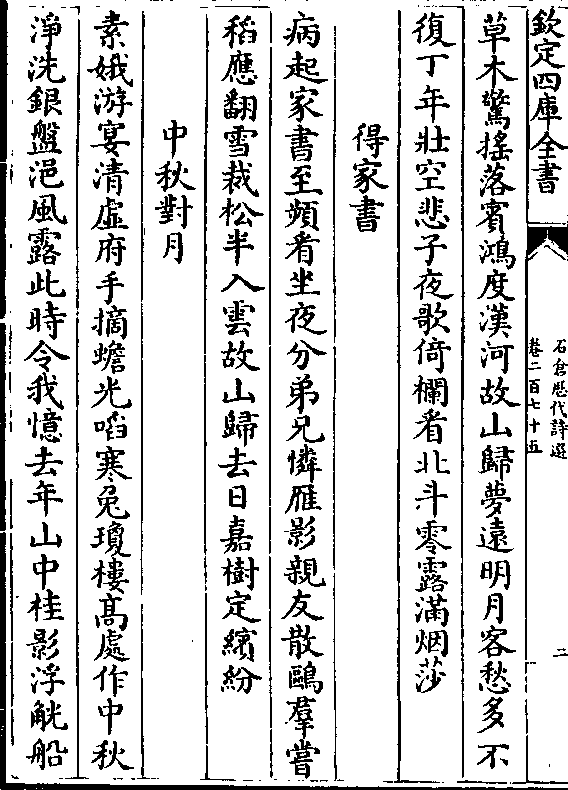 欽定四庫全書
石倉歷代詩選
卷二百七十五
二
草木驚搖落賓鴻度漢河故山歸夢遠明月客愁多不
復丁年壯空悲子夜歌倚欄看北斗零露滿烟莎
得家書
病起家書至頻看坐夜分弟兄憐雁影親友散鷗羣嘗
稻應翻雪栽松半入雲故山歸去日嘉樹定繽紛
中秋對月
素娥游宴清虛府手摘蟾光啗寒兔瓊樓髙處作中秋
淨洗銀盤浥風露此時令我憶去年山中桂影浮觥船